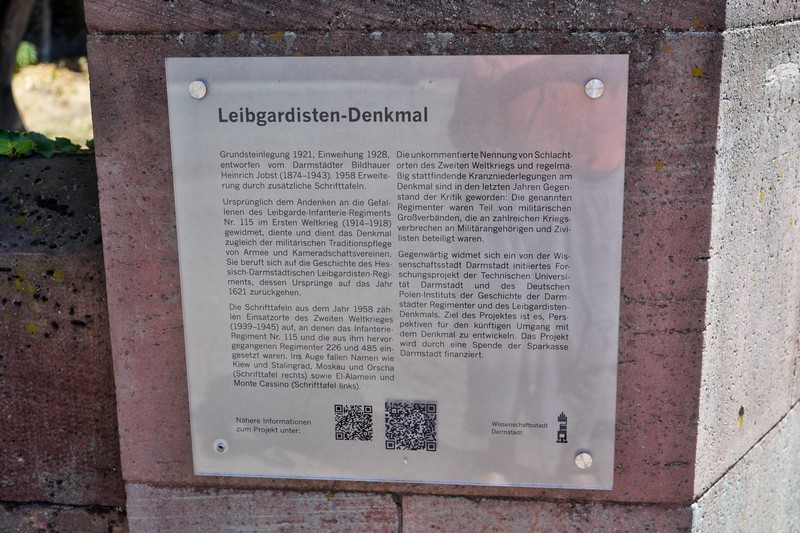 Leibgardisten-Denkmal
Grundsteinlegung 1921, Einweihung 1928,
entworfen vom Darmstädter Bildhauer
Heinrich Jobst (1874–1943). 1958 Erweite-
rung durch zusätzliche Schrifttafeln.
Ursprünglich dem Andenken an die Gefal-
lenen des Leibgarde-Infanterie-Regiments
Nr. 115 im Ersten Weltkrieg (1914–1918)
gewidmet, diente und dient das Denkmal
zugleich der militärischen Traditionspflege
von Armee und Kameradschaftsvereinen.
Sie beruft sich auf die Geschichte des Hes-
sisch-Darmstädtischen Leibgardisten-Regi-
ments, dessen Ursprünge auf das Jahr
1621 zurückgehen.
Die Schrifttafeln aus dem Jahr 1958 zäh-
len Einsatzorte des Zweiten Weltkrieges
(1939–1945) auf, an denen das Infanterie-
Regiment Nr. 115 und die aus ihm hervor-
gegangenen Regimenter 226 und 485 ein-
gesetzt waren. Ins Auge fallen Namen wie
Kiew und Stalingrad, Moskau und Orscha
(Schrifttafel rechts) sowie El-Alamein und
Monte Cassino (Schrifttafel links).
Die unkommentierte Nennung von Schlacht-
orten des Zweiten Weltkriegs und regelmä-
ßig stattfindende Kranzniederlegungen am
Denkmal sind in den letzten Jahren Gegen-
stand der Kritik geworden: Die genannten
Regimenter waren Teil von militärischen
Großverbänden, die an zahlreichen Kriegs-
verbrechen an Militärangehörigen und Zivi-
listen beteiligt waren.
Gegenwärtig widmet sich ein von der Wis-
senschaftsstadt Darmstadt initiiertes For-
schungsprojekt der Technischen Universi-
tät Darmstadt und des Deutschen
Polen-Instituts der Geschichte der Darm-
städter Regimenter und des Leibgardisten-
Denkmals. Ziel des Projektes ist es, Pers-
pektiven für den künftigen Umgang mit
dem Denkmal zu entwickeln. Das Projekt
wird durch eine Spende der Sparkasse
Darmstadt finanziert.
Nähere Informationen
zum Projekt unter:
Wissenschaftsstadt
Darmstadt